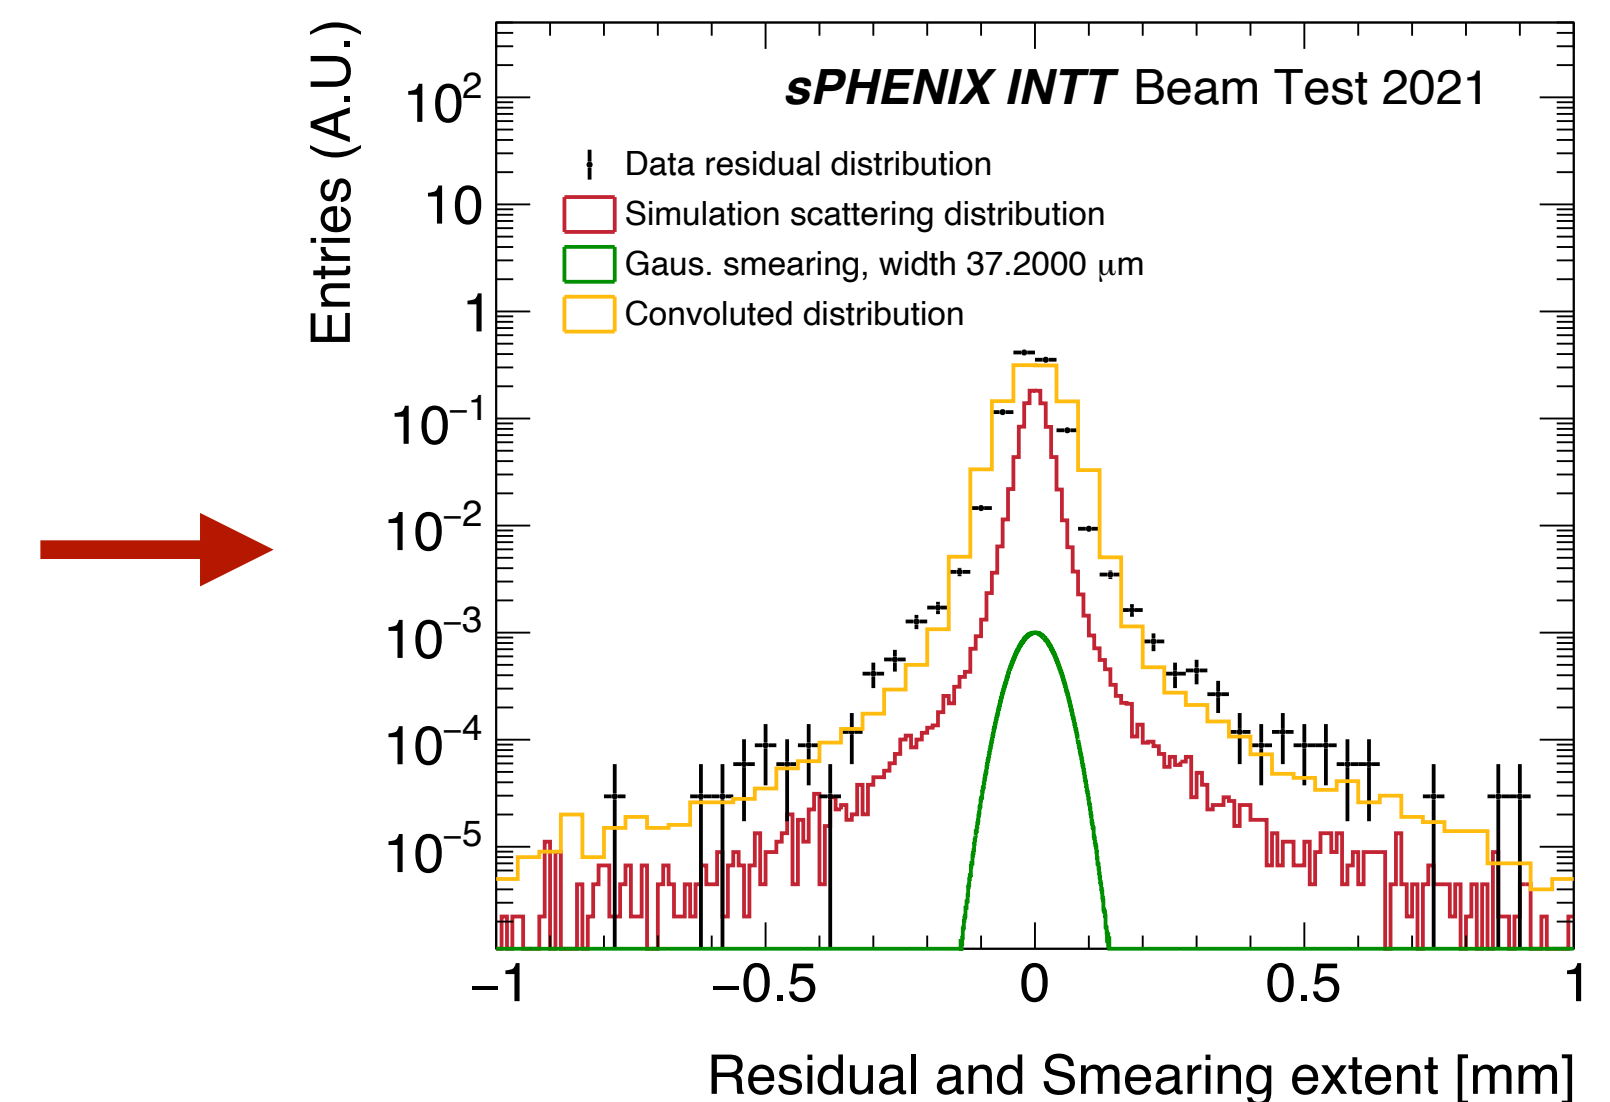 sPHENIX INTT Beam Test 2021
Data residual distribution
Simulation scattering distribution
Gaus. smearing, width 37.2000 μm
Convoluted distribution
Entries (A.U.)
10²
10
1
10⁻¹
10⁻²
10⁻³
10⁻⁴
10⁻⁵
−1 −0.5 0 0.5 1
Residual and Smearing extent [mm]